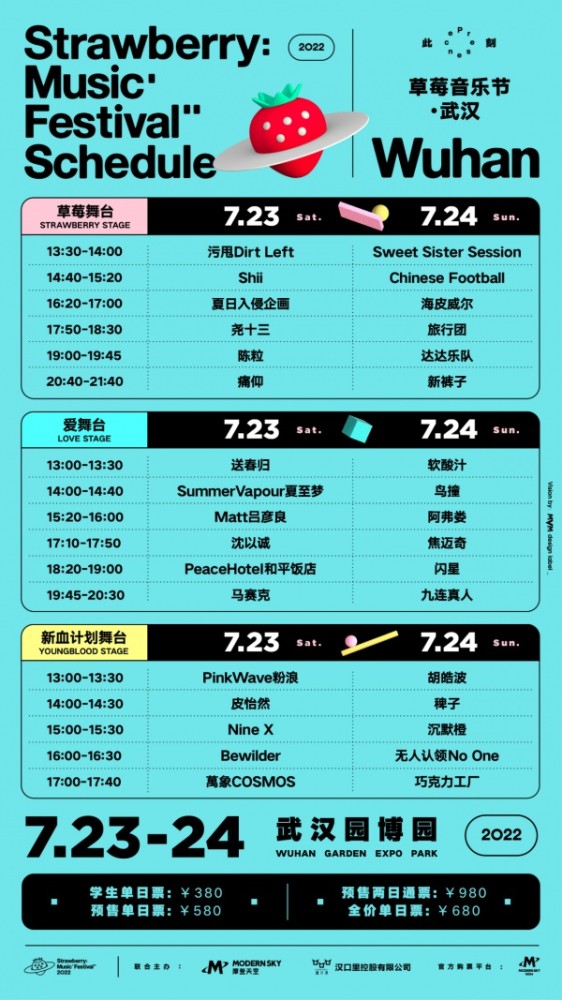 Strawberry:
Music'
Festival"
Schedule
2022
此 Presence 刻
草莓音乐节
·武汉
Wuhan
草莓舞台 7.23 Sat. 7.24 Sun.
STRAWBERRY STAGE
13:30-14:00 污甩Dirt Left Sweet Sister Session
14:40-15:20 Shii Chinese Football
16:20-17:00 夏日入侵企画 海皮威尔
17:50-18:30 尧十三 旅行团
19:00-19:45 陈粒 达达乐队
20:40-21:40 痛仰 新裤子
爱舞台 7.23 Sat. 7.24 Sun.
LOVE STAGE
13:00-13:30 送春归 软酸汁
14:00-14:40 SummerVapour夏至梦 鸟撞
15:20-16:00 Matt吕彦良 阿弗娄
17:10-17:50 沈以诚 焦迈奇
18:20-19:00 PeaceHotel和平饭店 闪星
19:45-20:30 马赛克 九连真人
新血计划舞台 7.23 Sat. 7.24 Sun.
YOUNGBLOOD STAGE
13:00-13:30 PinkWave粉浪 胡皓波
14:00-14:30 皮怡然 稗子
15:00-15:30 Nine X 沉默橙
16:00-16:30 Bewilder 无人认领No One
17:00-17:40 萬象COSMOS 巧克力工厂
Vision by MVM design label
7.23-24 武汉园博园 2022
WUHAN GARDEN EXPO PARK
学生单日票：￥380 预售两日通票：￥980
预售单日票：￥580 全价单日票：￥680
Strawberry:
Music'Festival"
2022
联合主办：
MODERNSKY
摩登天空
汉口里控股有限公司
官方购票平台：
MODERNSKY